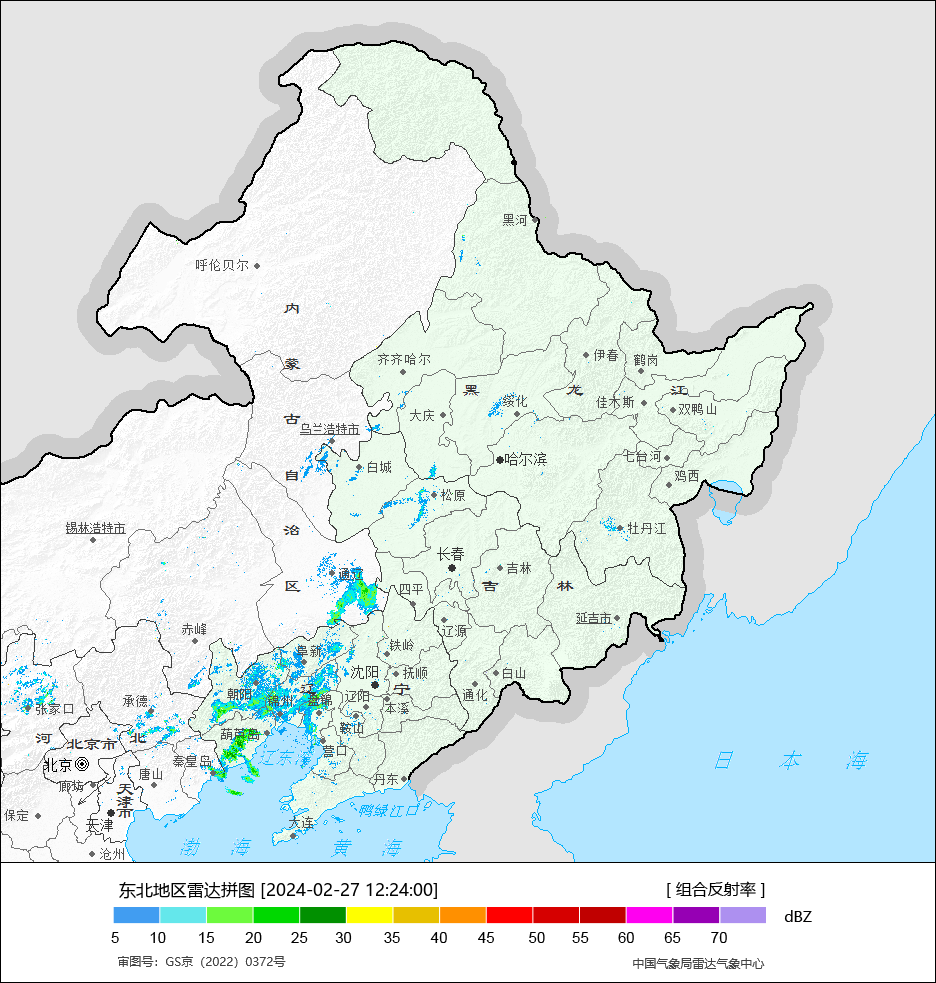 黑河
呼伦贝尔
内
蒙
古
自
治
区
齐齐哈尔
伊春
鹤岗
黑
龙
江
绥化
佳木斯
双鸭山
大庆
乌兰浩特市
白城
哈尔滨
七台河
鸡西
松原
锡林浩特市
牡丹江
长春
通辽
吉林
四平
吉
林
延吉市
辽源
赤峰
铁岭
阜新
沈阳
抚顺
白山
朝阳
辽
宁
通化
锦州
盘锦
辽阳
本溪
承德
张家口
葫芦岛
鞍山
河
北京市
北
营口
辽东湾
日 本 海
秦皇岛
北京
唐山
丹东
廊坊
天津市
保定
天津
鸭绿江口
大连
渤 海
黄 海
沧州
东北地区雷达拼图 [2024-02-27 12:24:00]
[ 组合反射率 ]
dBZ
5 10 15 20 25 30 35 40 45 50 55 60 65 70
审图号：GS京（2022）0372号
中国气象局雷达气象中心